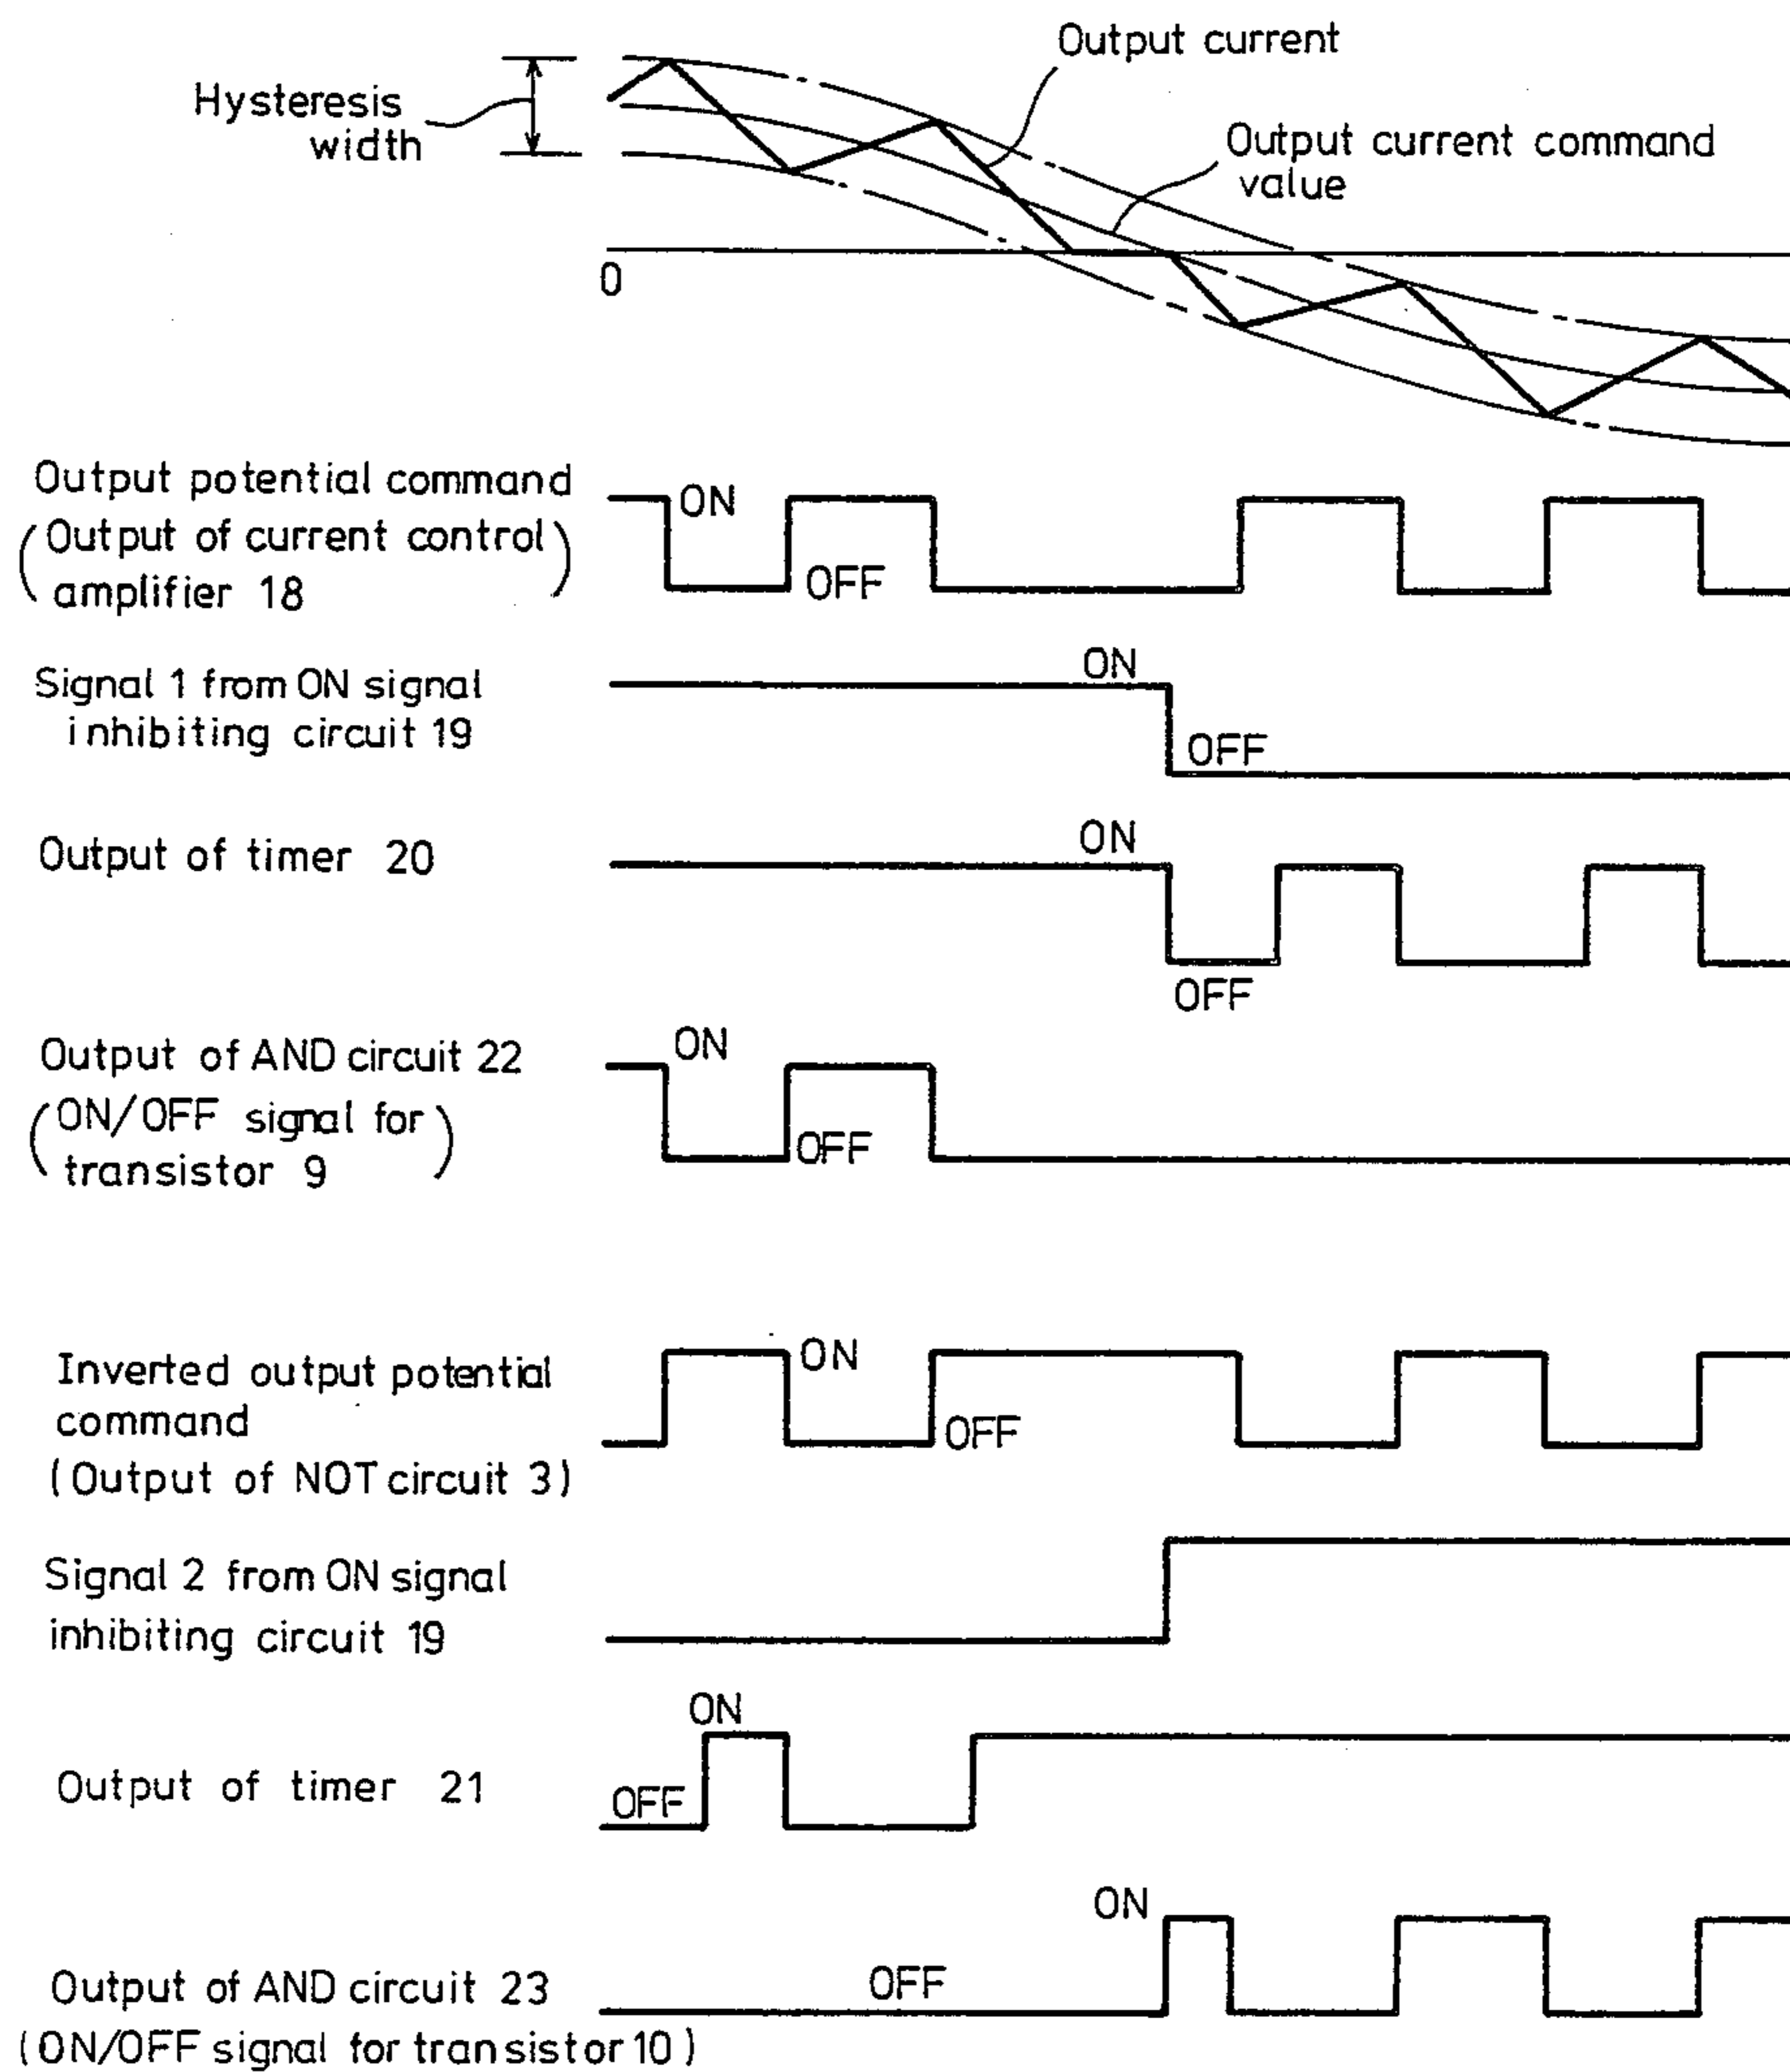 Output current
Hysteresis
width
Output current command
value
0
Output potential command
(Output of current control
amplifier 18)
ON
OFF
Signal 1 from ON signal
inhibiting circuit 19
ON
OFF
Output of timer 20
ON
OFF
Output of AND circuit 22
(ON/OFF signal for
transistor 9)
ON
OFF
Inverted output potential
command
(Output of NOT circuit 3)
ON
OFF
Signal 2 from ON signal
inhibiting circuit 19
ON
Output of timer 21
OFF
ON
Output of AND circuit 23
OFF
(ON/OFF signal for transistor 10)